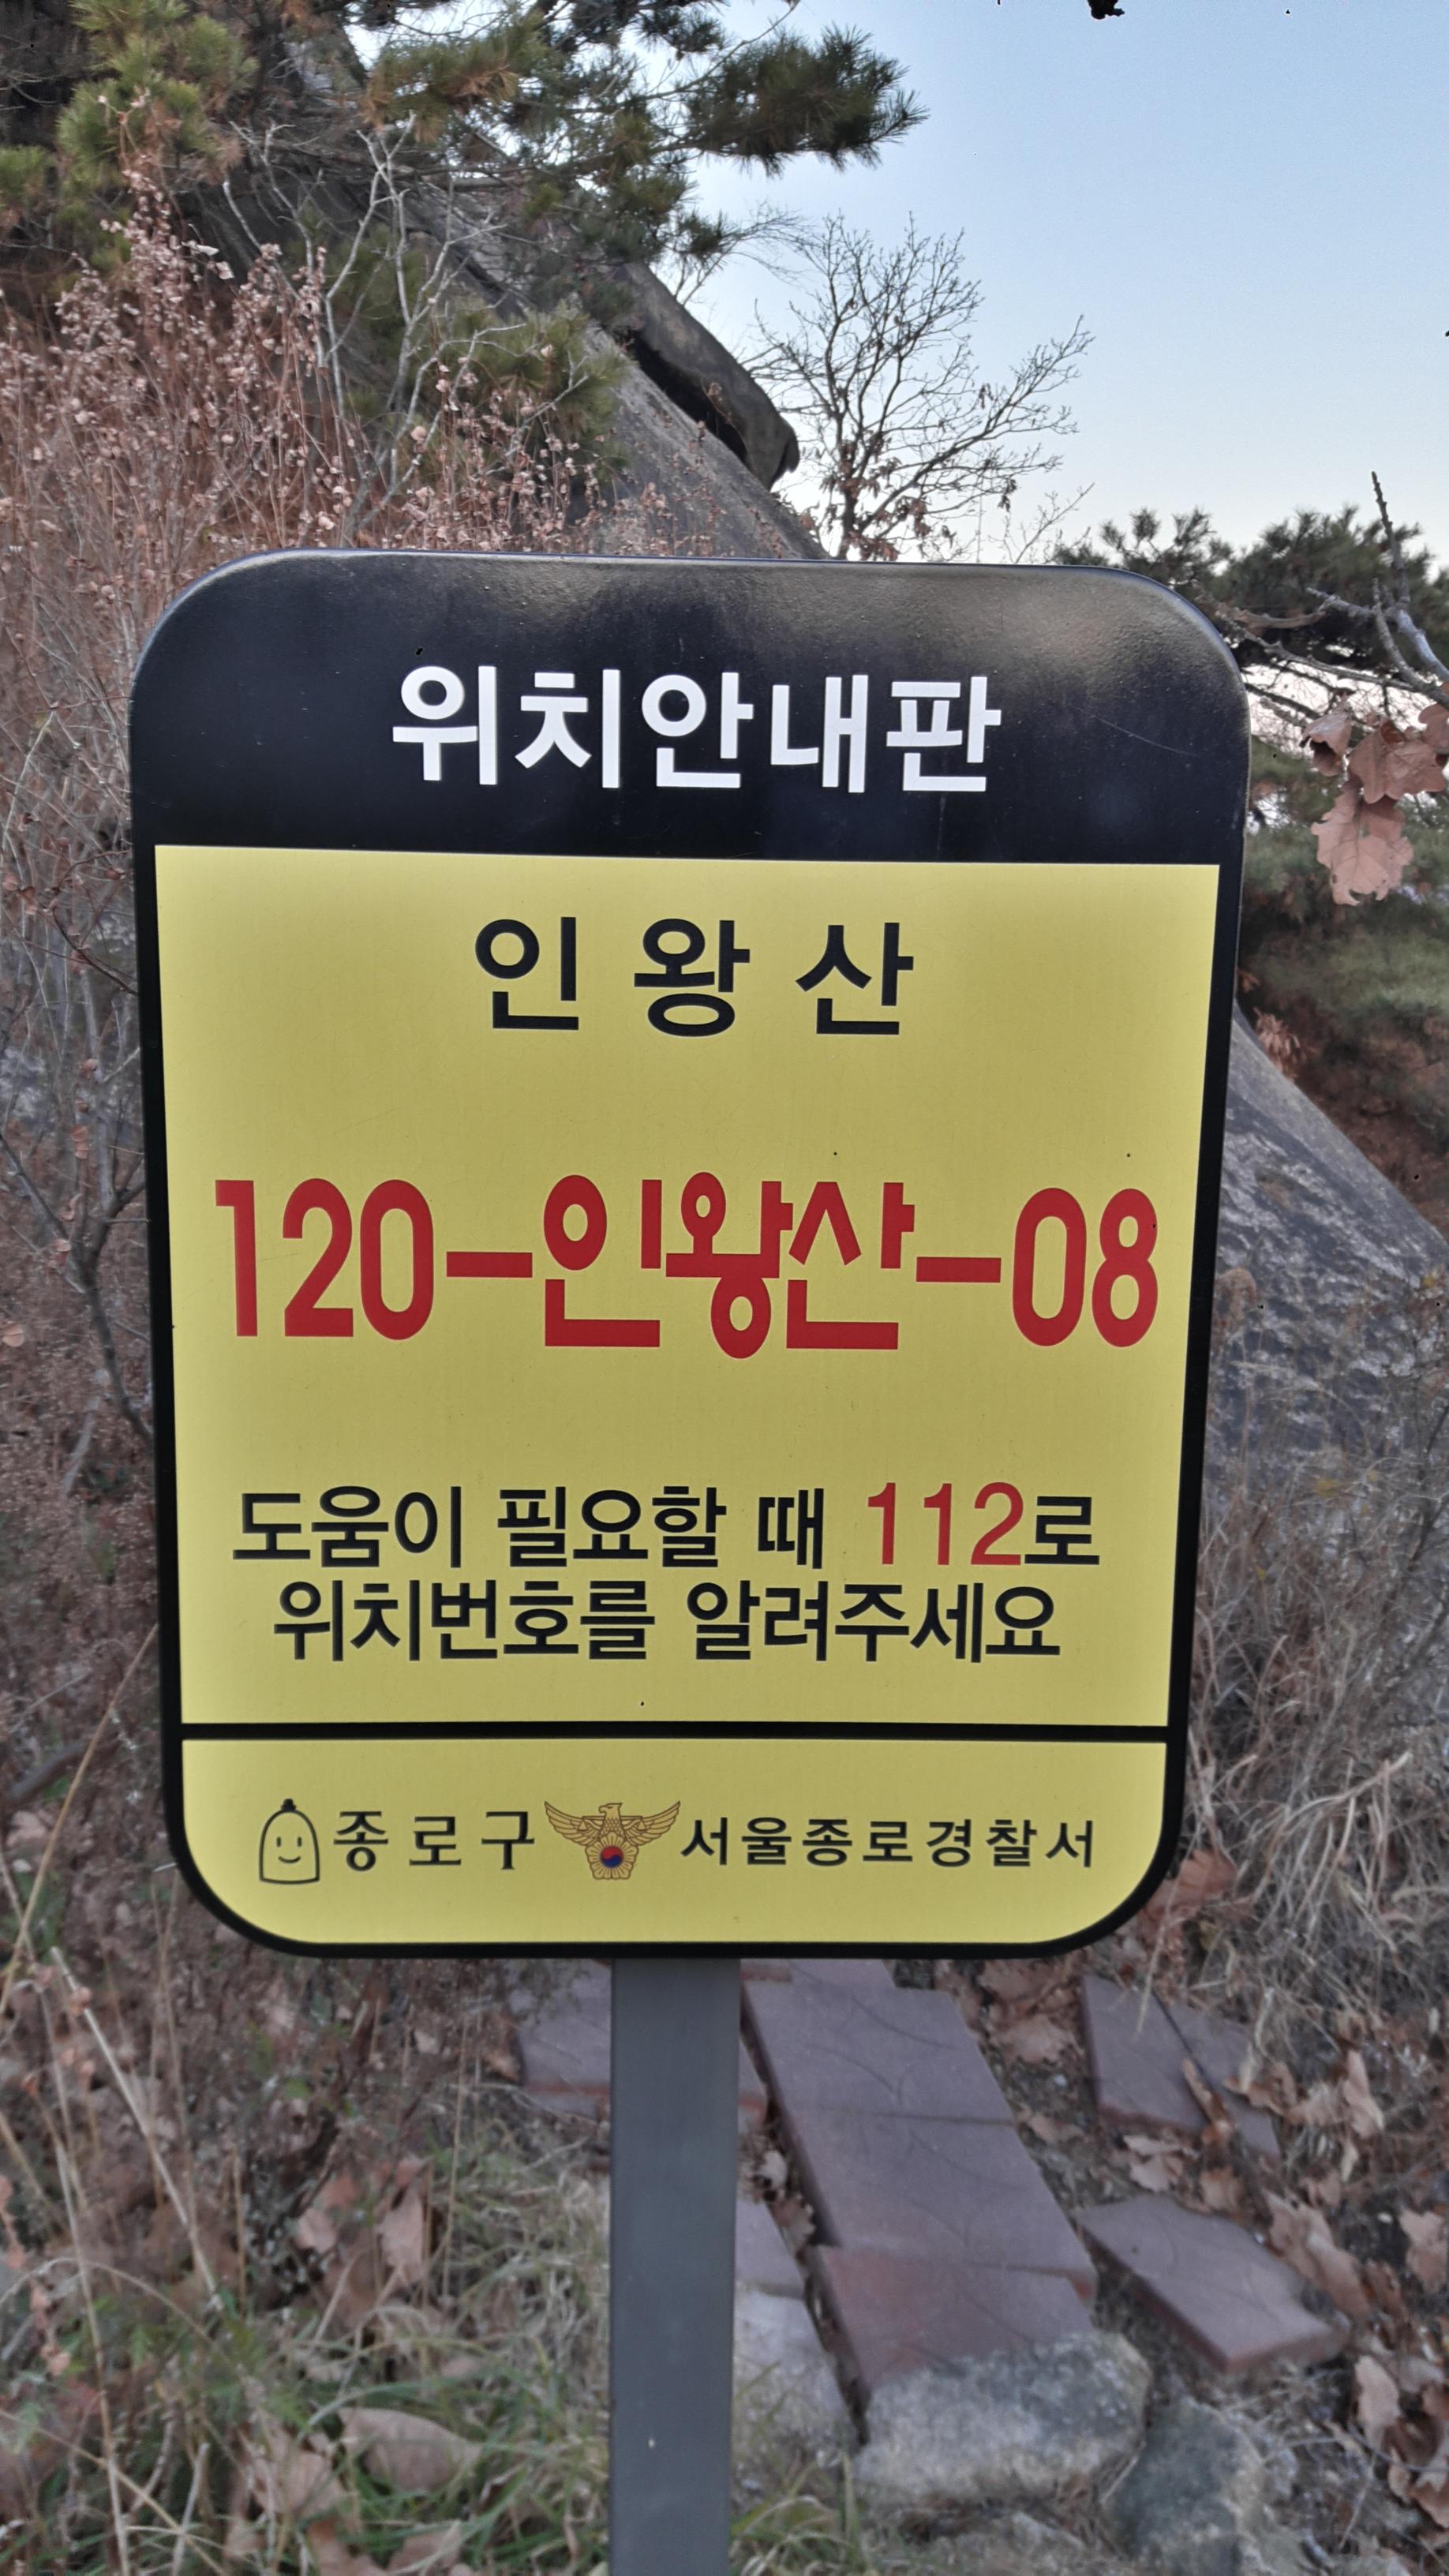 위치안내판
인왕산
120-인왕산-08
도움이 필요할 때 112로
위치번호를 알려주세요
종로구 서울종로경찰서